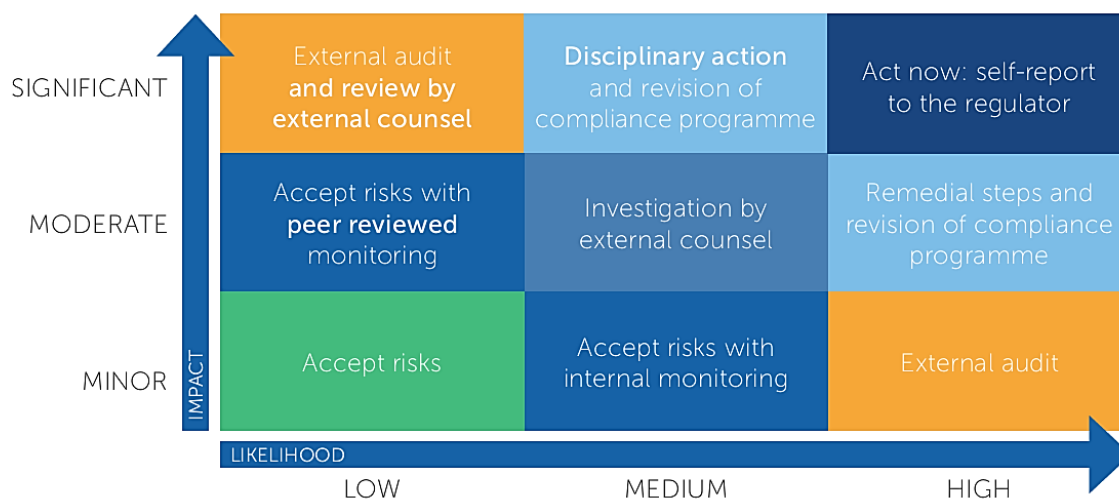 SIGNIFICANT
External audit
and review by
external counsel
Disciplinary action
and revision of
compliance programme
Act now: self-report
to the regulator
MODERATE
Accept risks with
peer reviewed
monitoring
Investigation by
external counsel
Remedial steps and
revision of compliance
programme
MINOR
Accept risks
Accept risks with
internal monitoring
External audit
IMPACT
LIKELIHOOD
LOW
MEDIUM
HIGH